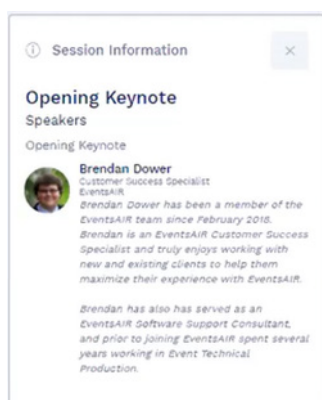 Session Information
Opening Keynote
Speakers
Opening Keynote
Brendan Dower
Customer Success Specialist
EventsAIR
Brendan Dower has been a member of the
EventsAIR team since February 2018.
Brendan is an EventsAIR Customer Success
Specialist and truly enjoys working with
new and existing clients to help them
maximize their experience with EventsAIR.
Brendan has also has served as an
EventsAIR Software Support Consultant,
and prior to joining EventsAIR spent several
years working in Event Technical
Production.